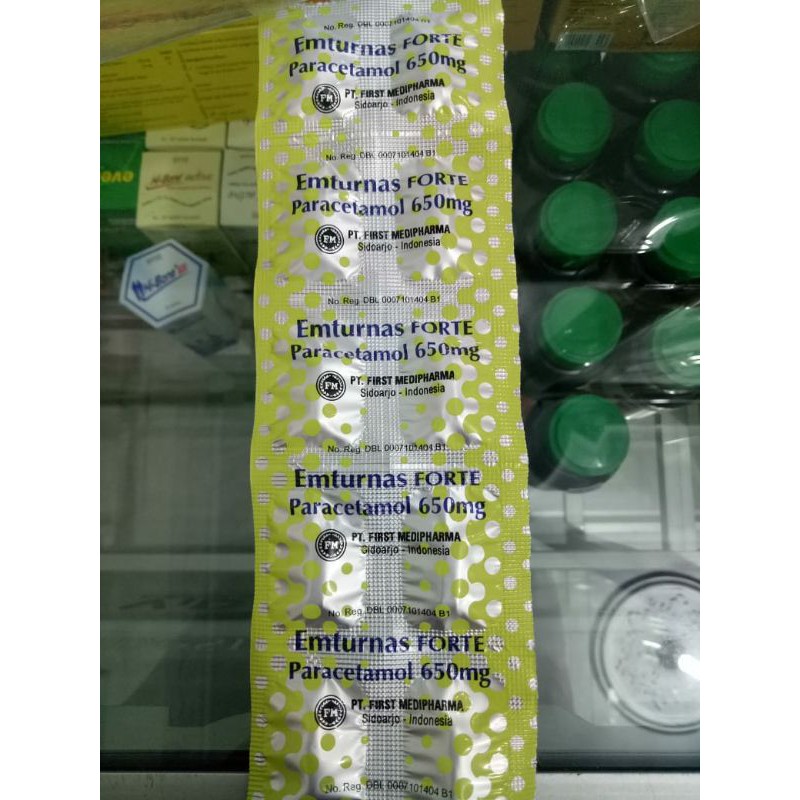 No. Reg. DBL 0007101404 B1
Emturnas FORTE
Paracetamol 650mg
FM
PT. FIRST MEDIPHARMA
Sidoarjo - Indonesia
No. Reg. DBL 0007101404 B1
Emturnas FORTE
Paracetamol 650mg
FM
PT. FIRST MEDIPHARMA
Sidoarjo - Indonesia
No. Reg. DBL 0007101404 B1
Emturnas FORTE
Paracetamol 650mg
FM
PT. FIRST MEDIPHARMA
Sidoarjo - Indonesia
No. Reg. DBL 0007101404 B1
Emturnas FORTE
Paracetamol 650mg
FM
PT. FIRST MEDIPHARMA
Sidoarjo - Indonesia
No. Reg. DBL 0007101404 B1
Emturnas FORTE
Paracetamol 650mg
FM
PT. FIRST MEDIPHARMA
Sidoarjo - Indonesia
No. Reg. DBL 0007101404 B1
Hi-Bone
Hi-Bone